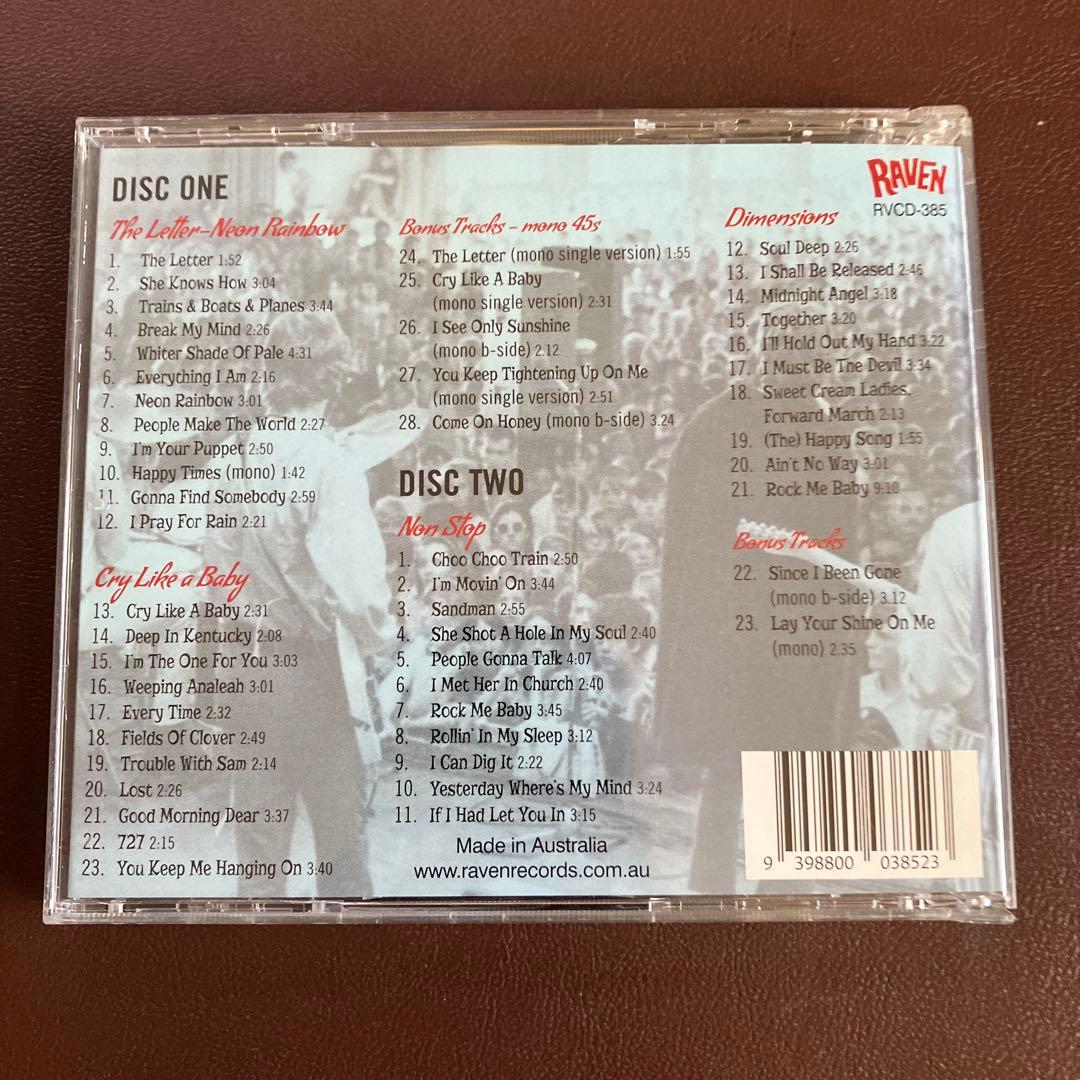 DISC ONE
The Letter–Neon Rainbow
1. The Letter 1:52
2. She Knows How 3:04
3. Trains & Boats & Planes 3:44
4. Break My Mind 2:26
5. Whiter Shade Of Pale 4:31
6. Everything I Am 2:16
7. Neon Rainbow 3:01
8. People Make The World 2:27
9. I'm Your Puppet 2:50
10. Happy Times (mono) 1:42
11. Gonna Find Somebody 2:59
12. I Pray For Rain 2:21
Cry Like a Baby
13. Cry Like A Baby 2:31
14. Deep In Kentucky 2:08
15. I'm The One For You 3:03
16. Weeping Analeah 3:01
17. Every Time 2:32
18. Fields Of Clover 2:49
19. Trouble With Sam 2:14
20. Lost 2:26
21. Good Morning Dear 3:37
22. 727 2:15
23. You Keep Me Hanging On 3:40
Bonus Tracks – mono 45s
24. The Letter (mono single version) 1:55
25. Cry Like A Baby
(mono single version) 2:31
26. I See Only Sunshine
(mono b-side) 2.12
27. You Keep Tightening Up On Me
(mono single version) 2:51
28. Come On Honey (mono b-side) 3.24
DISC TWO
Non Stop
1. Choo Choo Train 2:50
2. I'm Movin' On 3:44
3. Sandman 2:55
4. She Shot A Hole In My Soul 2:40
5. People Gonna Talk 4:07
6. I Met Her In Church 2:40
7. Rock Me Baby 3:45
8. Rollin' In My Sleep 3:12
9. I Can Dig It 2:22
10. Yesterday Where's My Mind 3:24
11. If I Had Let You In 3:15
Made in Australia
www.ravenrecords.com.au
RAVEN
RVCD-385
Dimensions
12. Soul Deep 2:26
13. I Shall Be Released 2:46
14. Midnight Angel 3:18
15. Together 3:20
16. I'll Hold Out My Hand 3:22
17. I Must Be The Devil 3:34
18. Sweet Cream Ladies,
Forward March 2:13
19. (The) Happy Song 1:55
20. Ain't No Way 3:01
21. Rock Me Baby 9:10
Bonus Tracks
22. Since I Been Gone
(mono b-side) 3.12
23. Lay Your Shine On Me
(mono) 2.35
9 398800 038523